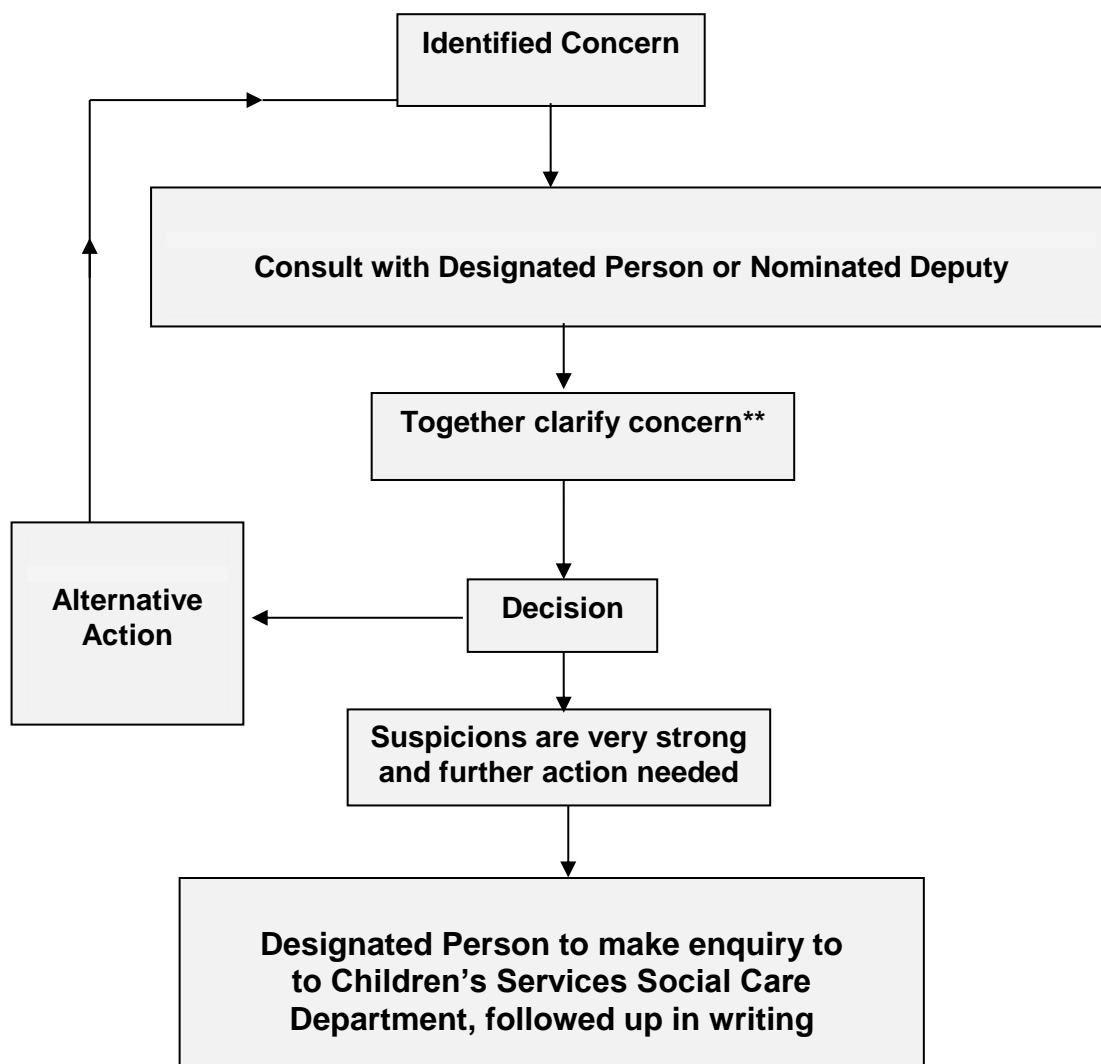 Identified Concern
Consult with Designated Person or Nominated Deputy
Together clarify concern**
Alternative
Action
Decision
Suspicions are very strong
and further action needed
Designated Person to make enquiry to
to Children’s Services Social Care
Department, followed up in writing